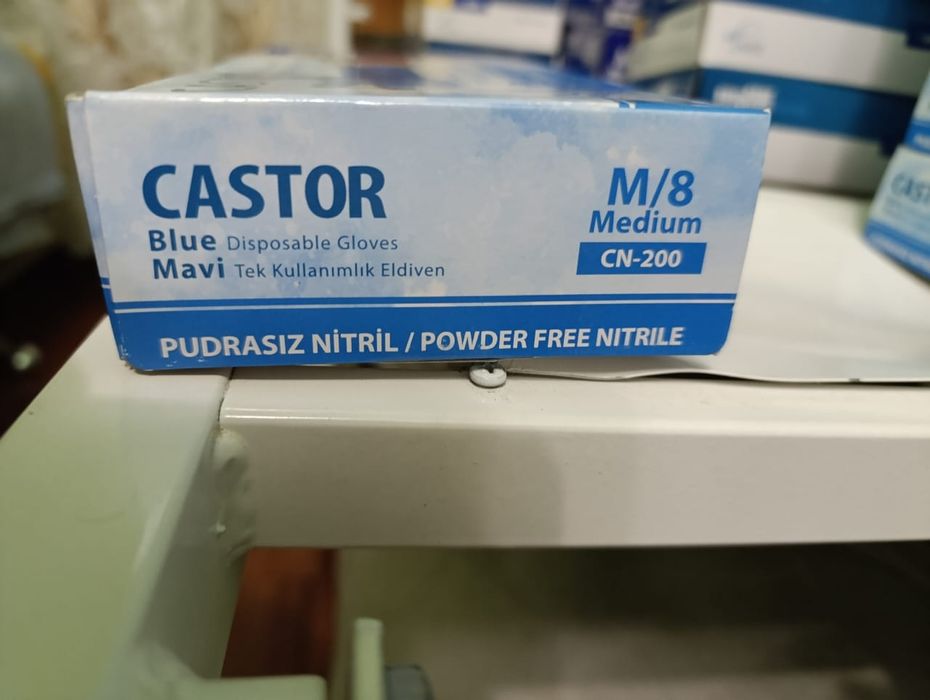 CASTOR
Blue Disposable Gloves
Mavi Tek Kullanımlık Eldiven
M/8
Medium
CN-200
PUDRASIZ NİTRİL / POWDER FREE NITRILE